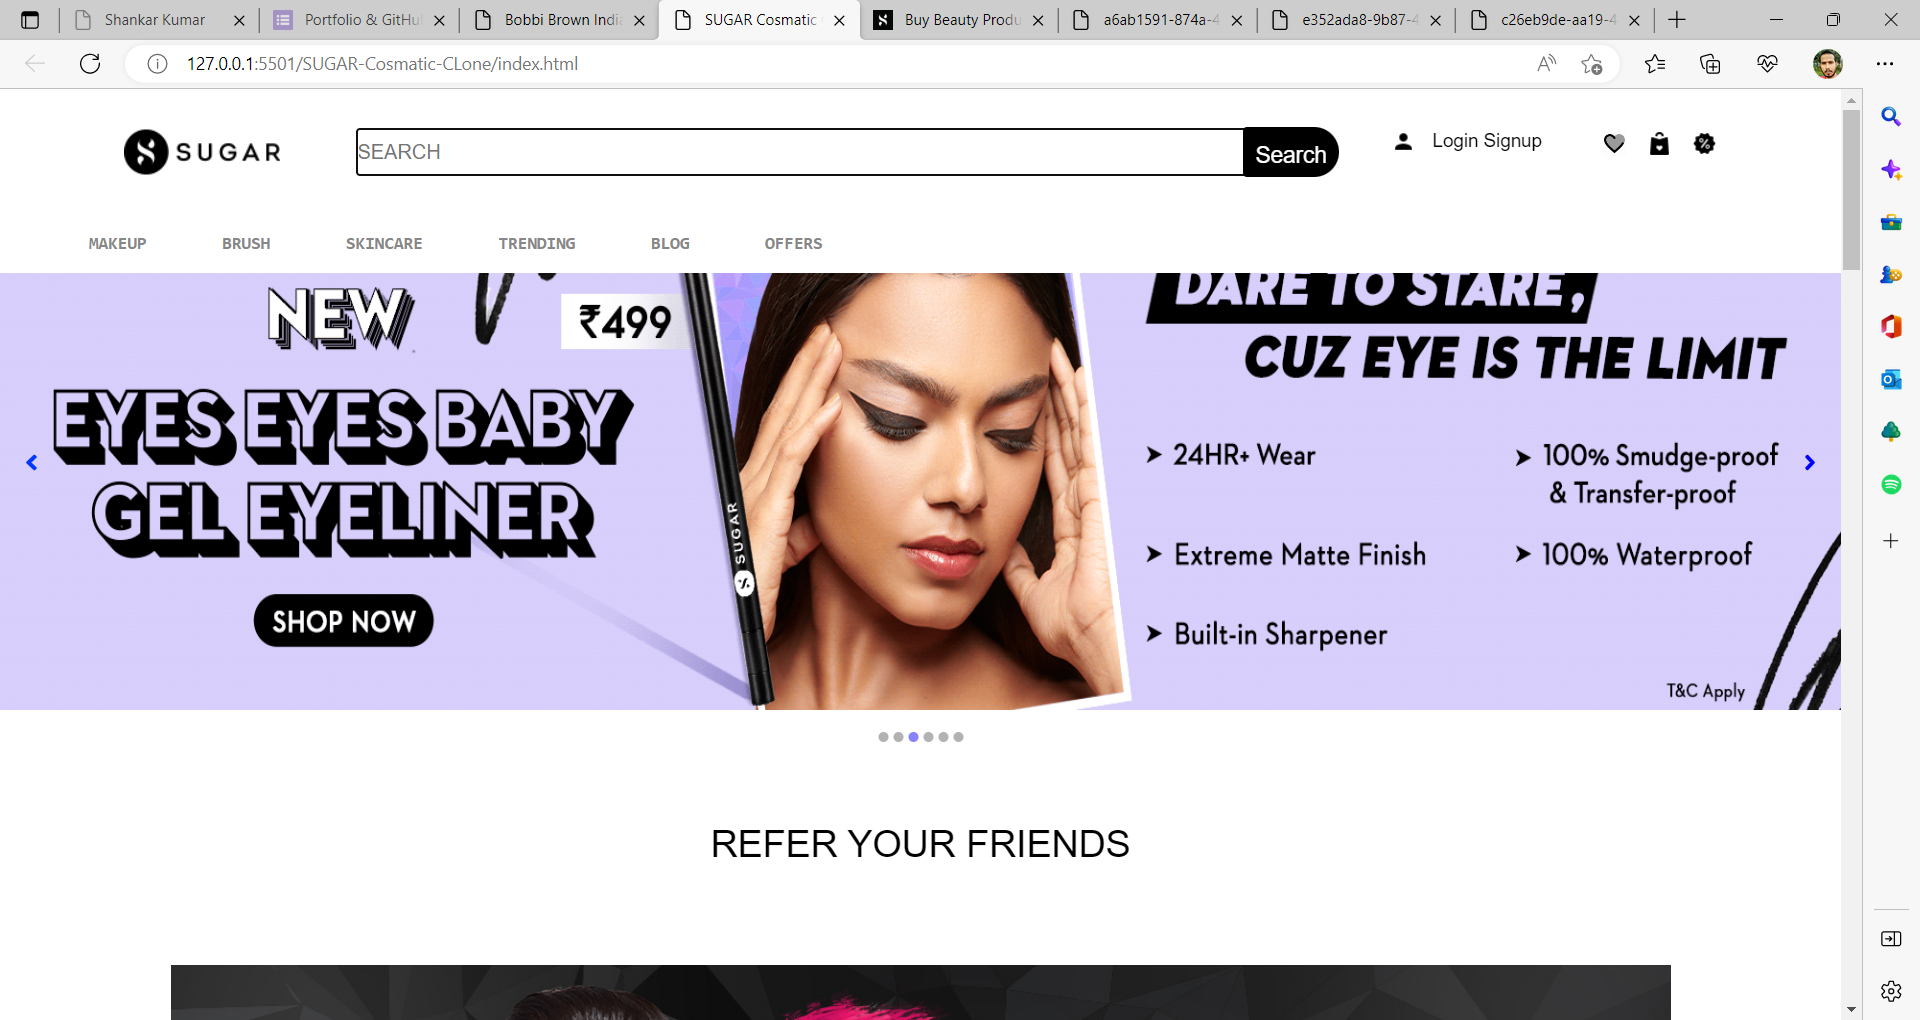 Shankar Kumar
Portfolio & GitHu
Bobbi Brown Indi
SUGAR Cosmatic
Buy Beauty Produ
a6ab1591-874a-4
e352ada8-9b87-4
c26eb9de-aa19-4
127.0.0.1:5501/SUGAR-Cosmatic-CLone/index.html
SUGAR
SEARCH
Search
Login Signup
MAKEUP BRUSH SKINCARE TRENDING BLOG OFFERS
NEW
₹499
EYES EYES BABY
GEL EYELINER
SHOP NOW
SUGAR
DARE TO STARE,
CUZ EYE IS THE LIMIT
24HR+ Wear
100% Smudge-proof
& Transfer-proof
Extreme Matte Finish
100% Waterproof
Built-in Sharpener
T&C Apply
REFER YOUR FRIENDS